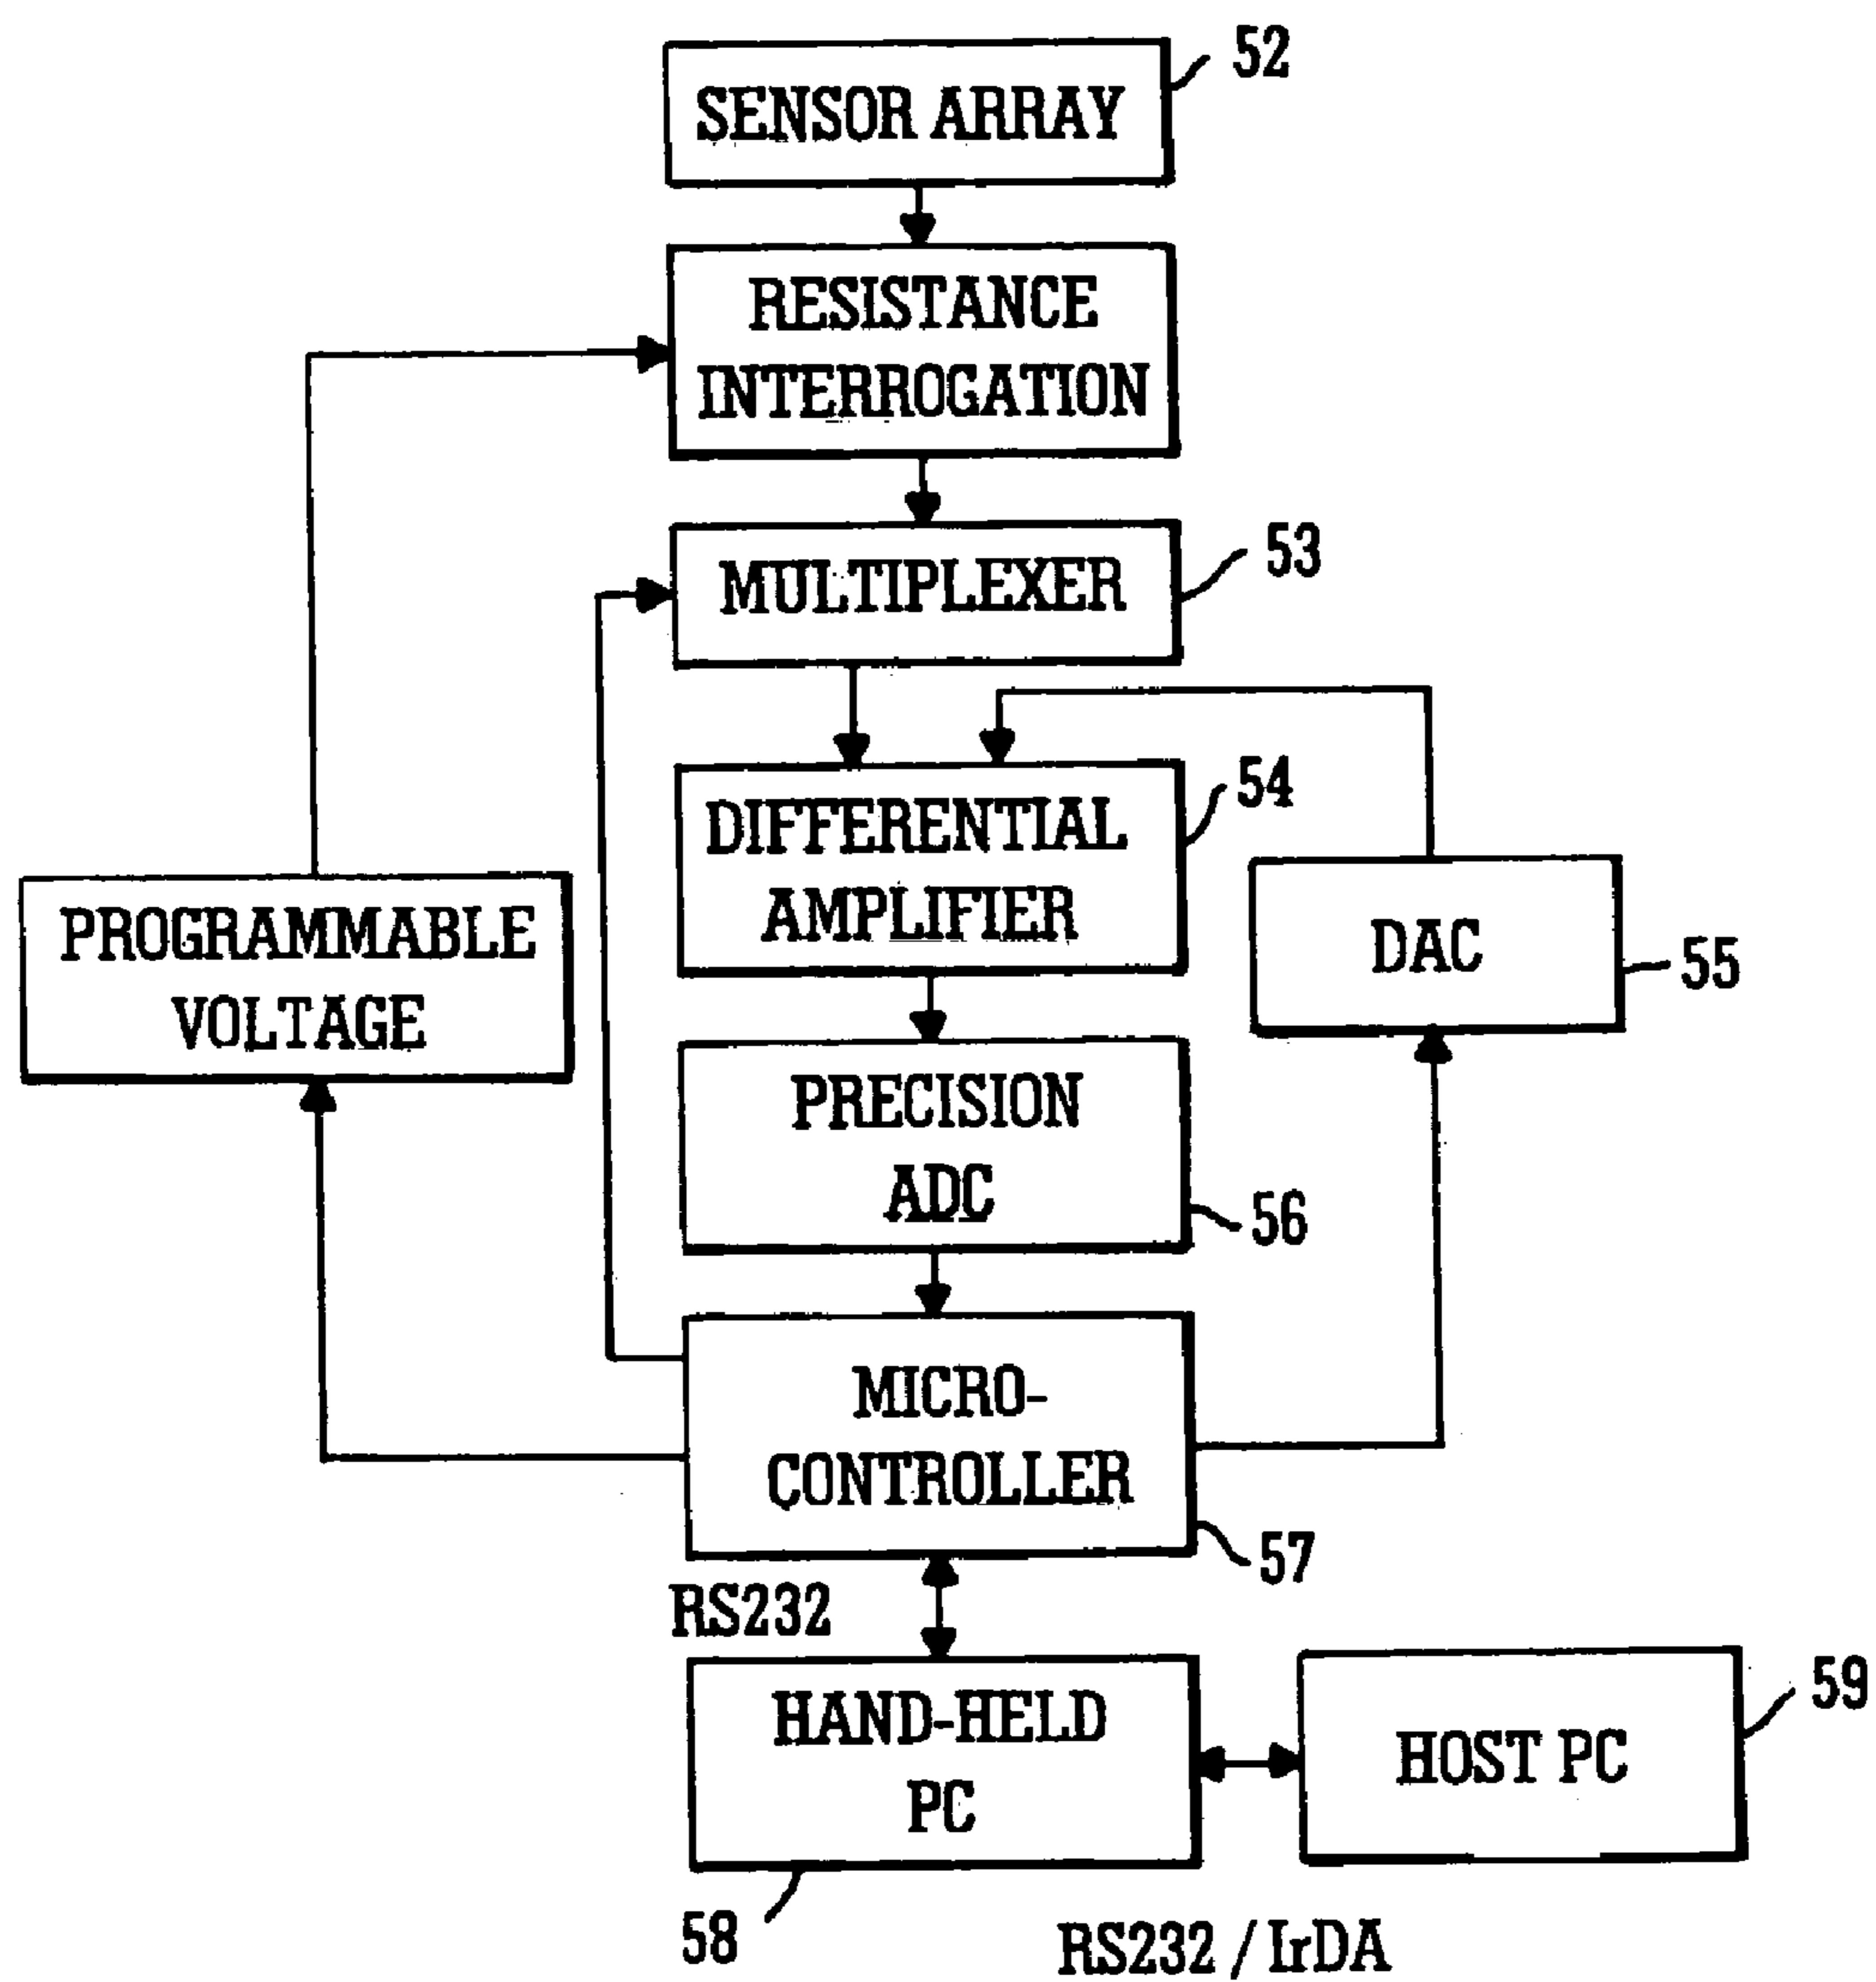 52
SENSOR ARRAY
RESISTANCE
INTERROGATION
53
MULTIPLEXER
54
DIFFERENTIAL
AMPLIFIER
PROGRAMMABLE
VOLTAGE
DAC
55
PRECISION
ADC
56
MICRO-
CONTROLLER
57
RS232
HAND-HELD
PC
59
HOST PC
58
RS232 / IrDA